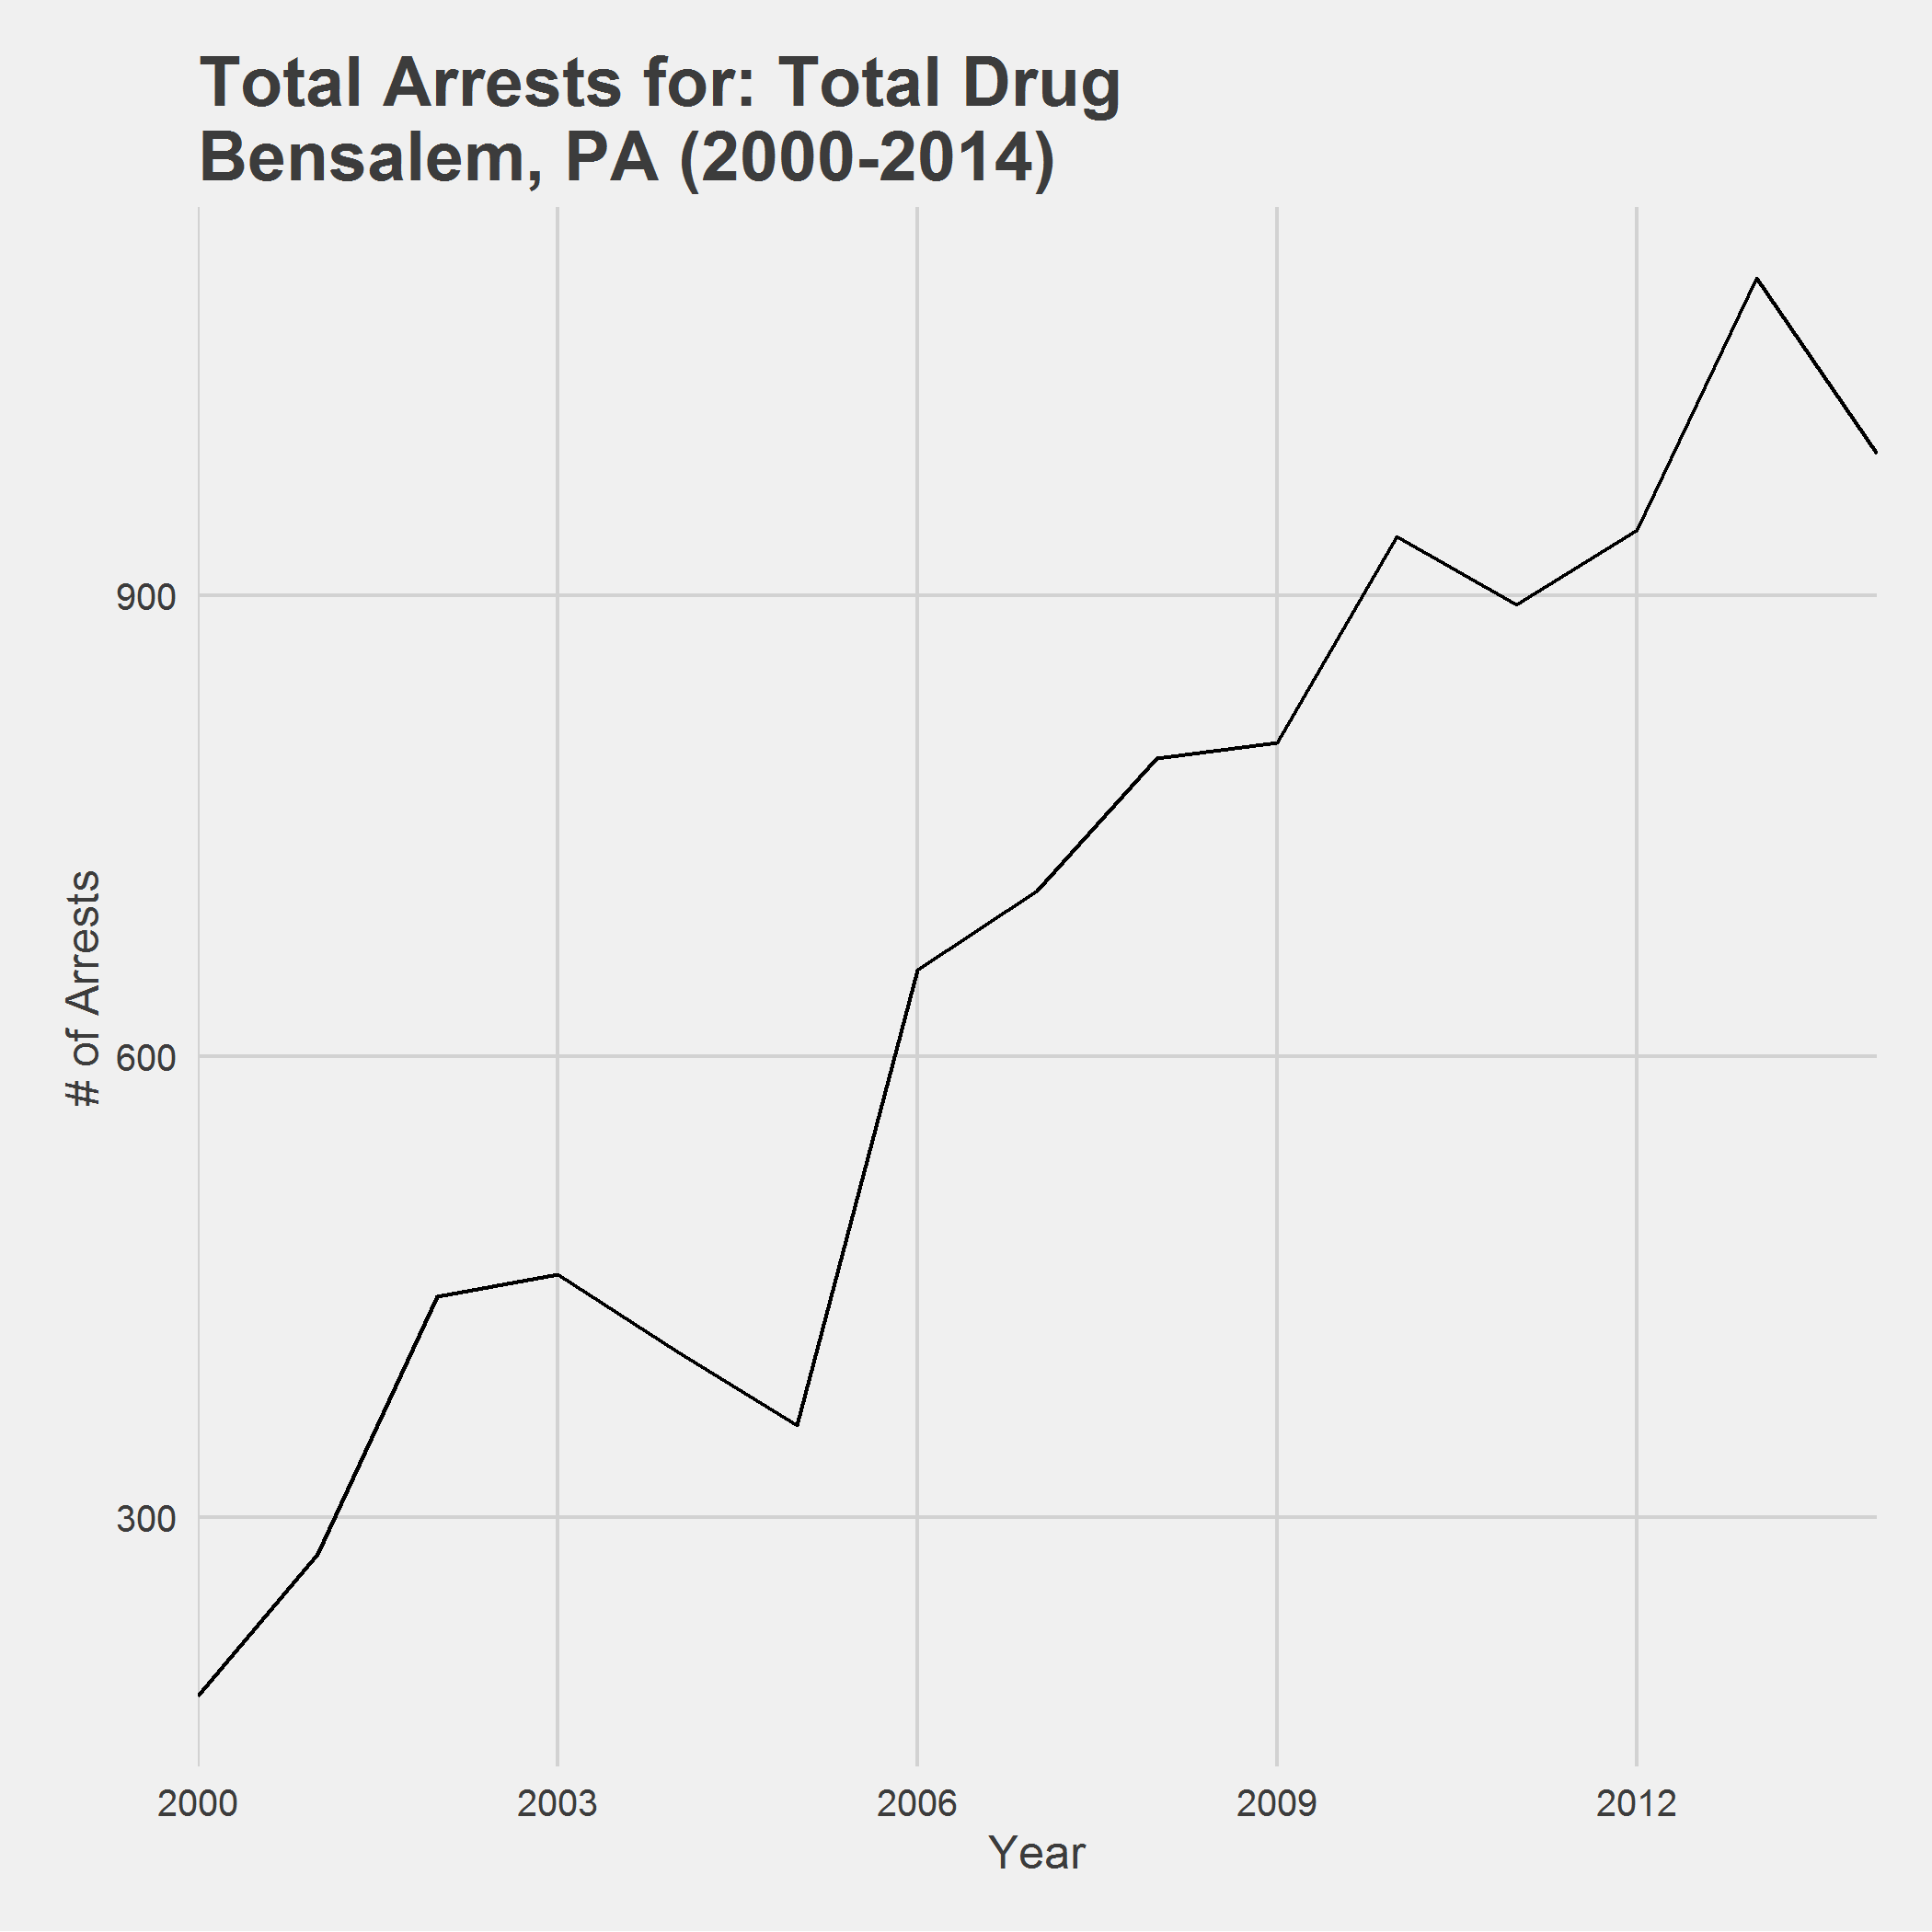 Total Arrests for: Total Drug
Bensalem, PA (2000-2014)
# of Arrests
900
600
300
2000 2003 2006 2009 2012
Year